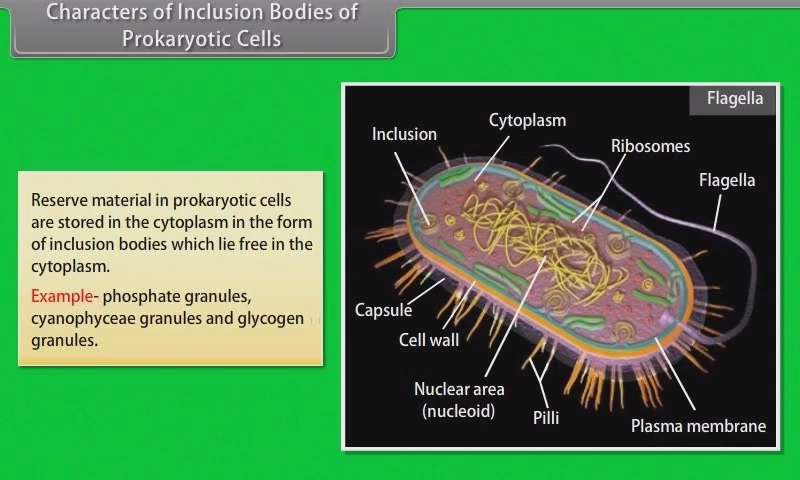 Characters of Inclusion Bodies of
Prokaryotic Cells
Reserve material in prokaryotic cells
are stored in the cytoplasm in the form
of inclusion bodies which lie free in the
cytoplasm.
Example- phosphate granules,
cyanophyceae granules and glycogen
granules.
Flagella
Cytoplasm
Inclusion
Ribosomes
Flagella
Capsule
Cell wall
Nuclear area
(nucleoid)
Pilli
Plasma membrane